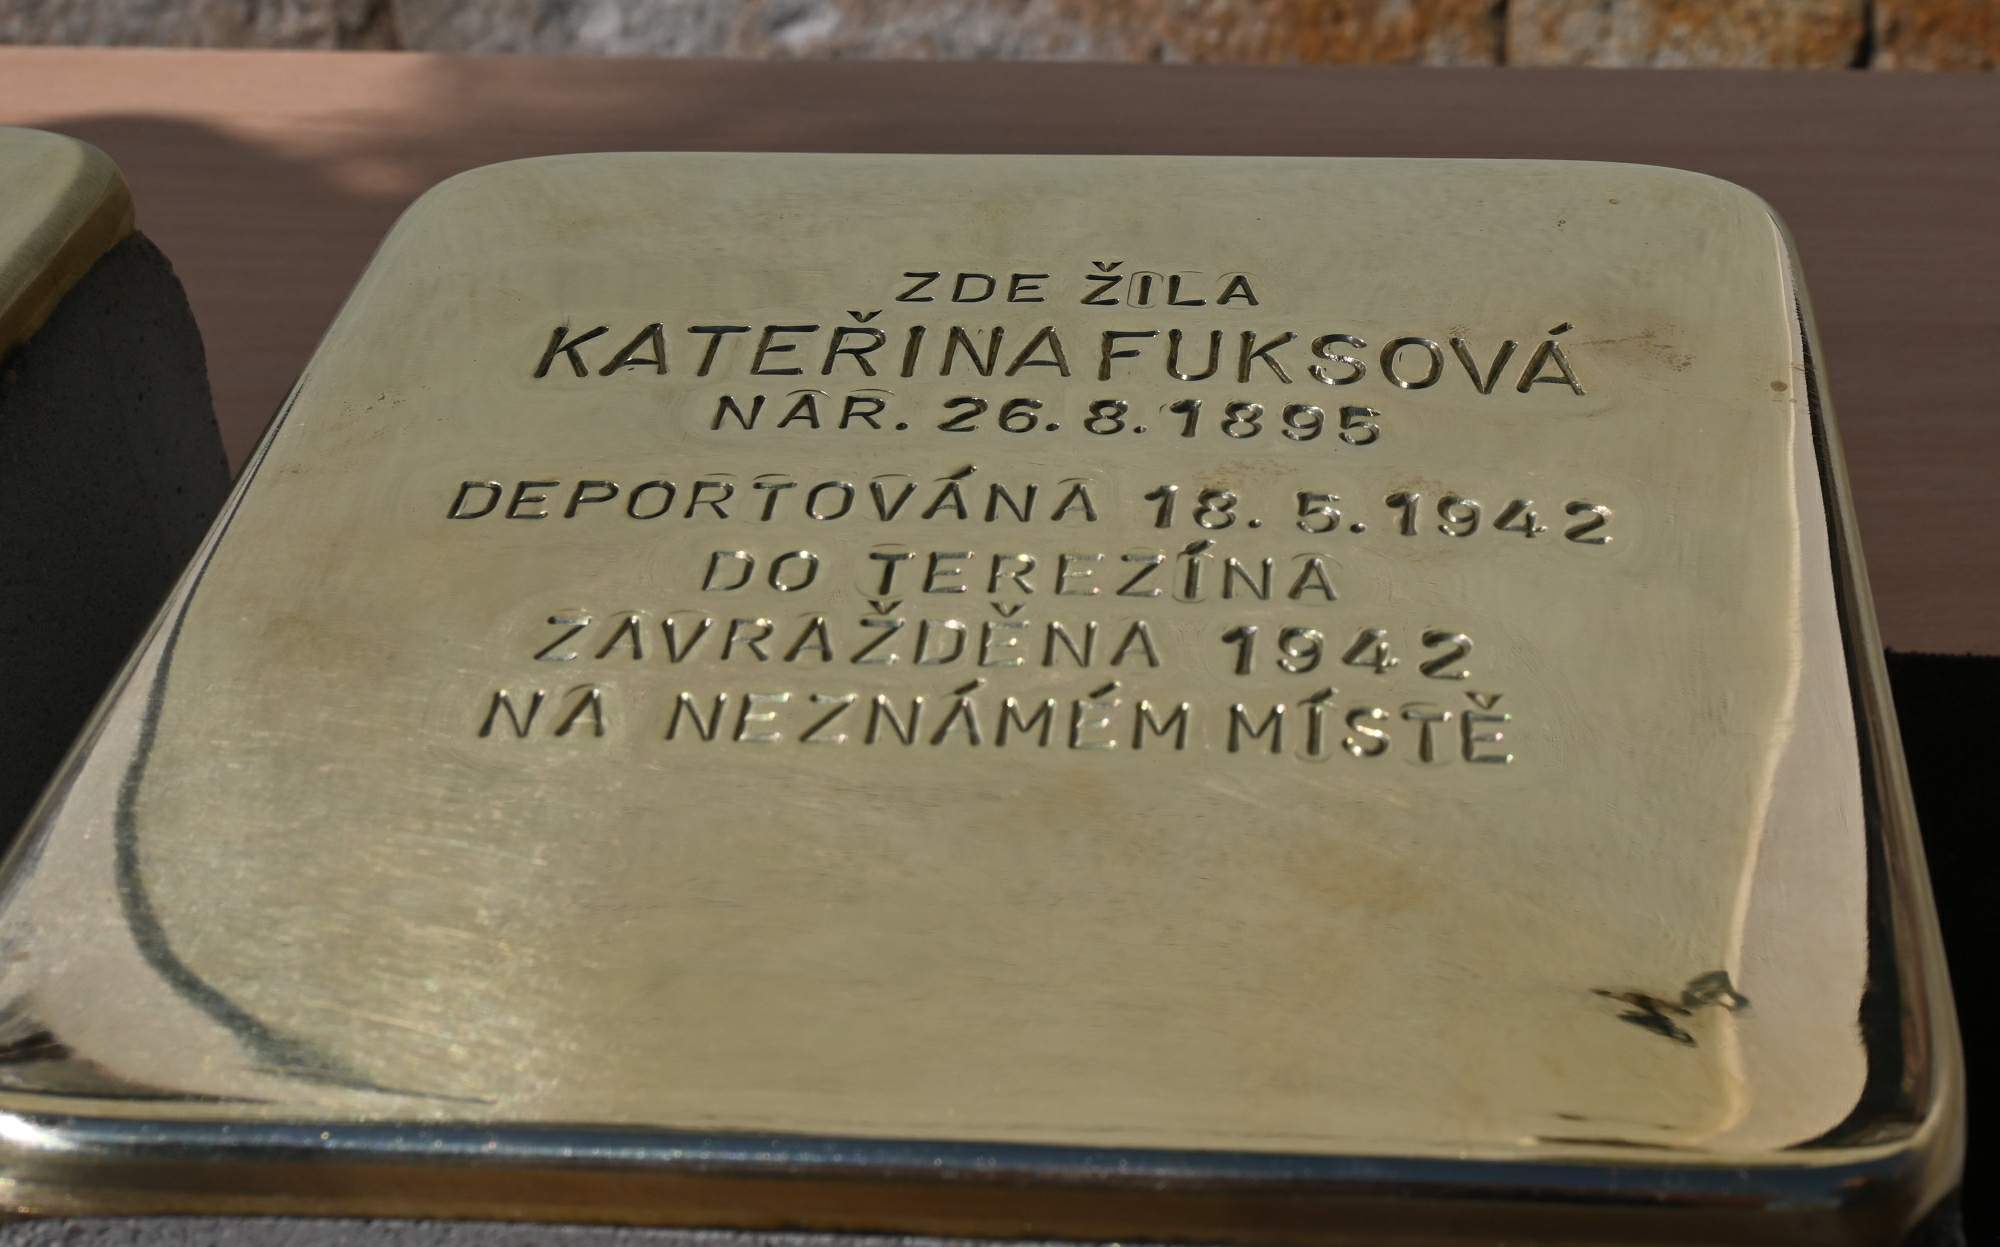 ZDE ŽILA
KATEŘINA FUKSOVÁ
NAR. 26.8.1895
DEPORTOVÁNA 18.5.1942
DO TEREZÍNA
ZAVRAŽDĚNA 1942
NA NEZNÁMÉM MÍSTĚ